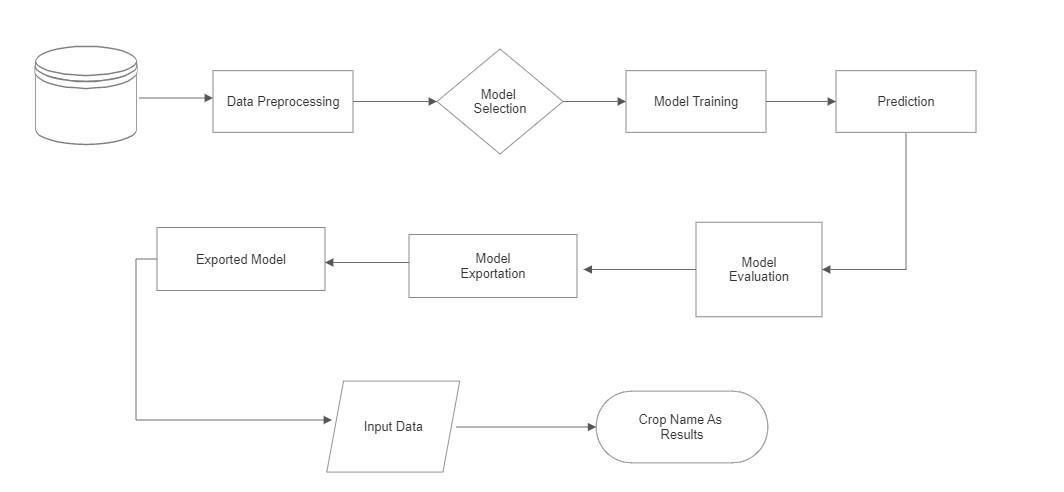 Data Preprocessing
Model
Selection
Model Training
Prediction
Exported Model
Model
Exportation
Model
Evaluation
Input Data
Crop Name As
Results